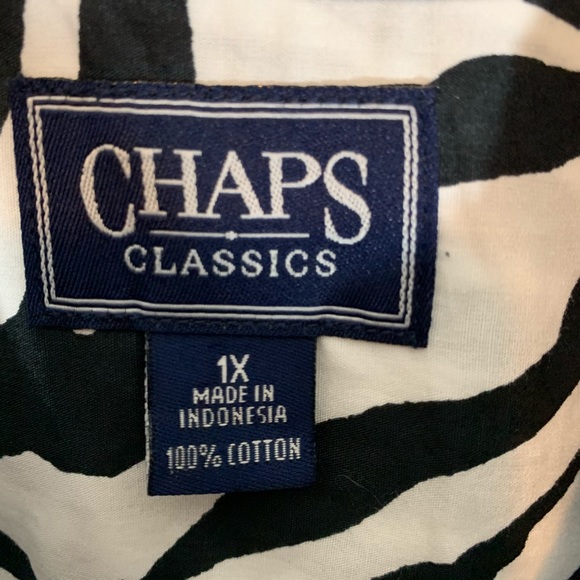 CHAPS
CLASSICS
1X
MADE IN
INDONESIA
100% COTTON